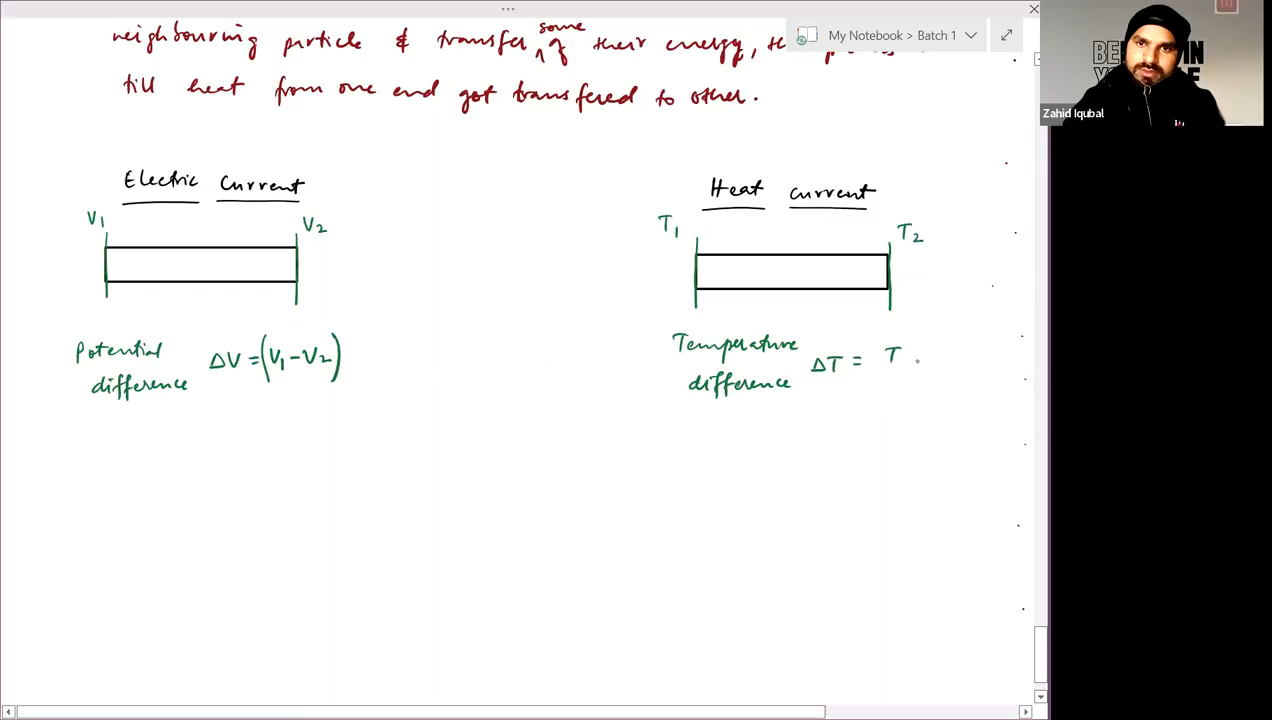 neighbouring particle & transfer some of their energy,
till heat from one end got transfered to other.
My Notebook > Batch 1
Zahid Iqubal
Electric Current
V1
V2
Potential difference ΔV = (V1 - V2)
Heat current
T1
T2
Temperature difference ΔT = T